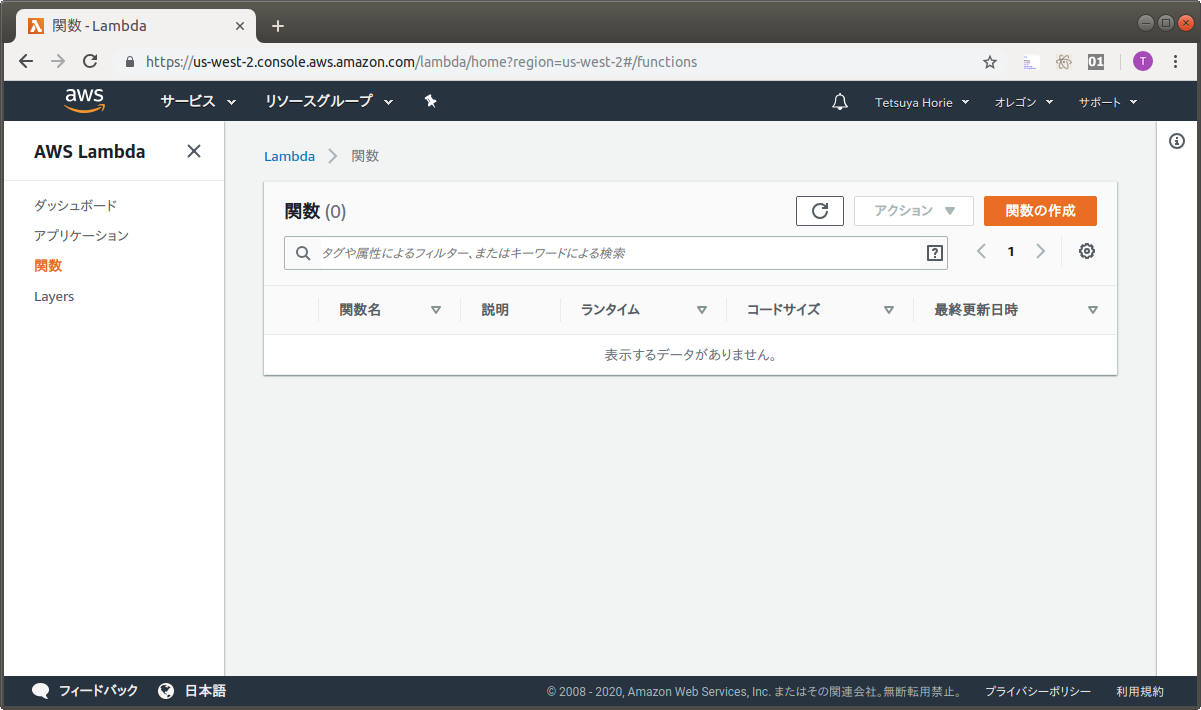 関数 - Lambda
https://us-west-2.console.aws.amazon.com/lambda/home?region=us-west-2#/functions
01
T
aws サービス リソースグループ Tetsuya Horie オレゴン サポート
AWS Lambda
ダッシュボード
アプリケーション
関数
Layers
Lambda 関数
関数 (0)
アクション 関数の作成
タグや属性によるフィルター、またはキーワードによる検索 ?
1
関数名 説明 ランタイム コードサイズ 最終更新日時
表示するデータがありません。
フィードバック 日本語 © 2008 - 2020, Amazon Web Services, Inc. またはその関連会社。無断転用禁止。 プライバシーポリシー 利用規約